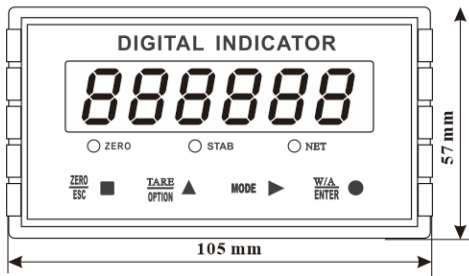 DIGITAL INDICATOR
888888
ZERO STAB NET
ZERO TARE MODE W/A
ESC OPTION ENTER
105 mm
57 mm